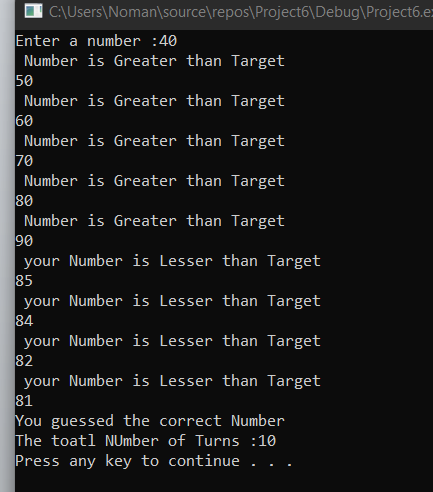 C:\Users\Noman\source\repos\Project6\Debug\Project6.e
Enter a number :40
Number is Greater than Target
50
Number is Greater than Target
60
Number is Greater than Target
70
Number is Greater than Target
80
Number is Greater than Target
90
your Number is Lesser than Target
85
your Number is Lesser than Target
84
your Number is Lesser than Target
82
your Number is Lesser than Target
81
You guessed the correct Number
The toatl NUmber of Turns :10
Press any key to continue . . .